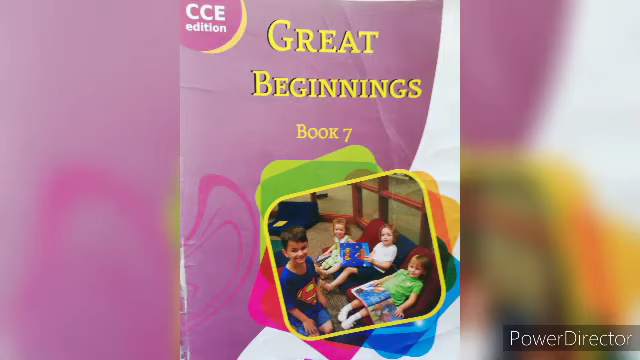 CCE
edition
GREAT
BEGINNINGS
BOOK 7
PowerDirector